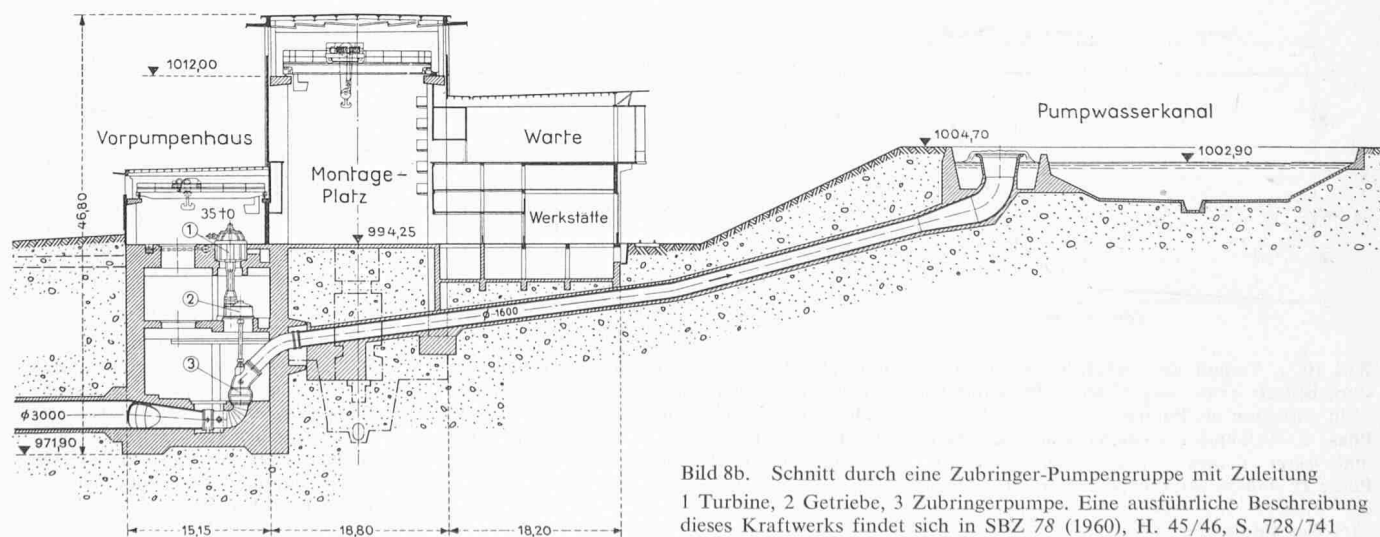 1012,00
Vorpumpenhaus
46,80
Montage-
Platz
35 t 0
①
②
③
994,25
Warte
Werkstätte
Pumpwasserkanal
1004,70
1002,90
⌀ 1600
⌀3000
971,90
15,15
18,80
18,20
Bild 8b. Schnitt durch eine Zubringer-Pumpengruppe mit Zuleitung
1 Turbine, 2 Getriebe, 3 Zubringerpumpe. Eine ausführliche Beschreibung
dieses Kraftwerks findet sich in SBZ 78 (1960), H. 45/46, S. 728/741